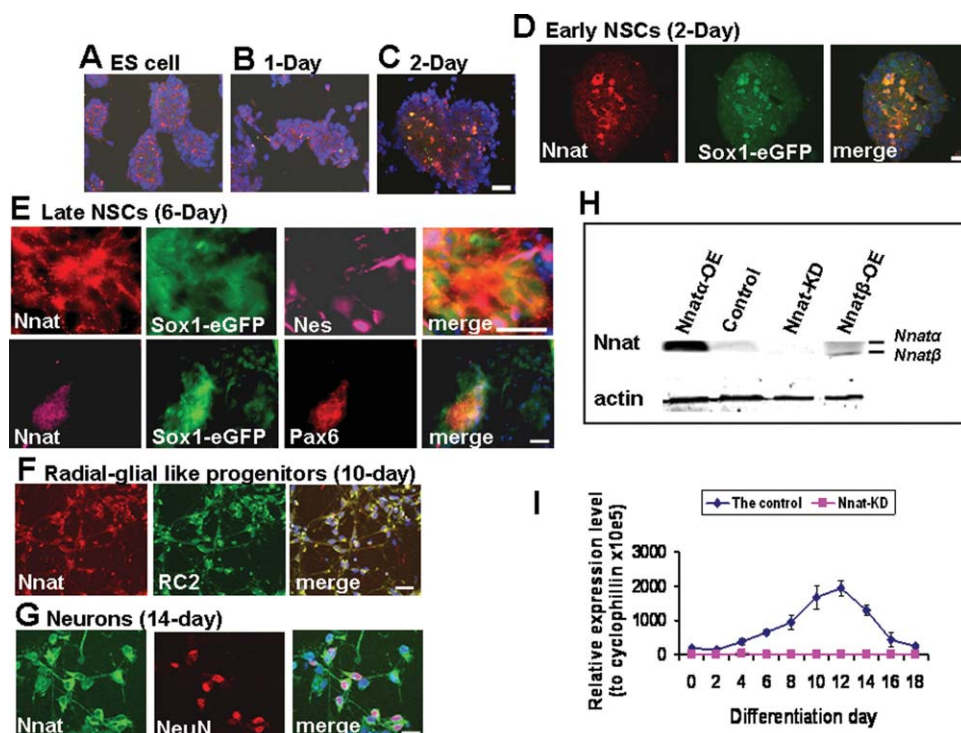 A ES cell
B 1-Day
C 2-Day
D Early NSCs (2-Day)
Nnat
Sox1-eGFP
merge
E Late NSCs (6-Day)
Nnat
Sox1-eGFP
Nes
merge
Nnat
Sox1-eGFP
Pax6
merge
F Radial-glial like progenitors (10-day)
Nnat
RC2
merge
G Neurons (14-day)
Nnat
NeuN
merge
H
Nnatα-OE
Control
Nnat-KD
Nnatβ-OE
Nnat
Nnatα
Nnatβ
actin
I
The control
Nnat-KD
Relative expression level
(to cyclophillin x10e5)
3000
2000
1000
0
0 2 4 6 8 10 12 14 16 18
Differentiation day